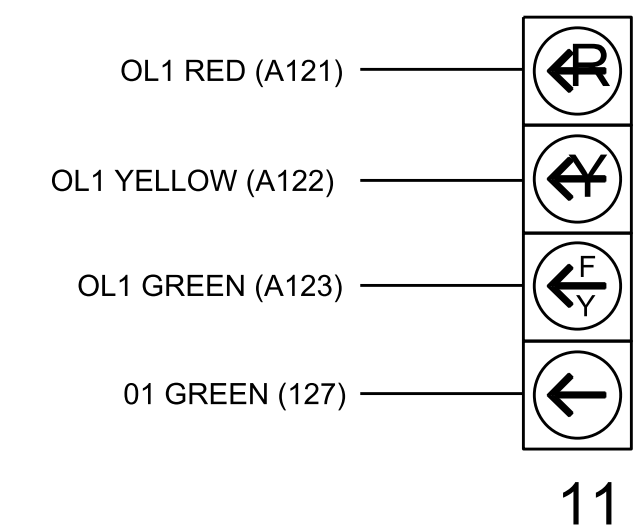 OL1 RED (A121)
R
OL1 YELLOW (A122)
Y
OL1 GREEN (A123)
F
Y
01 GREEN (127)
11